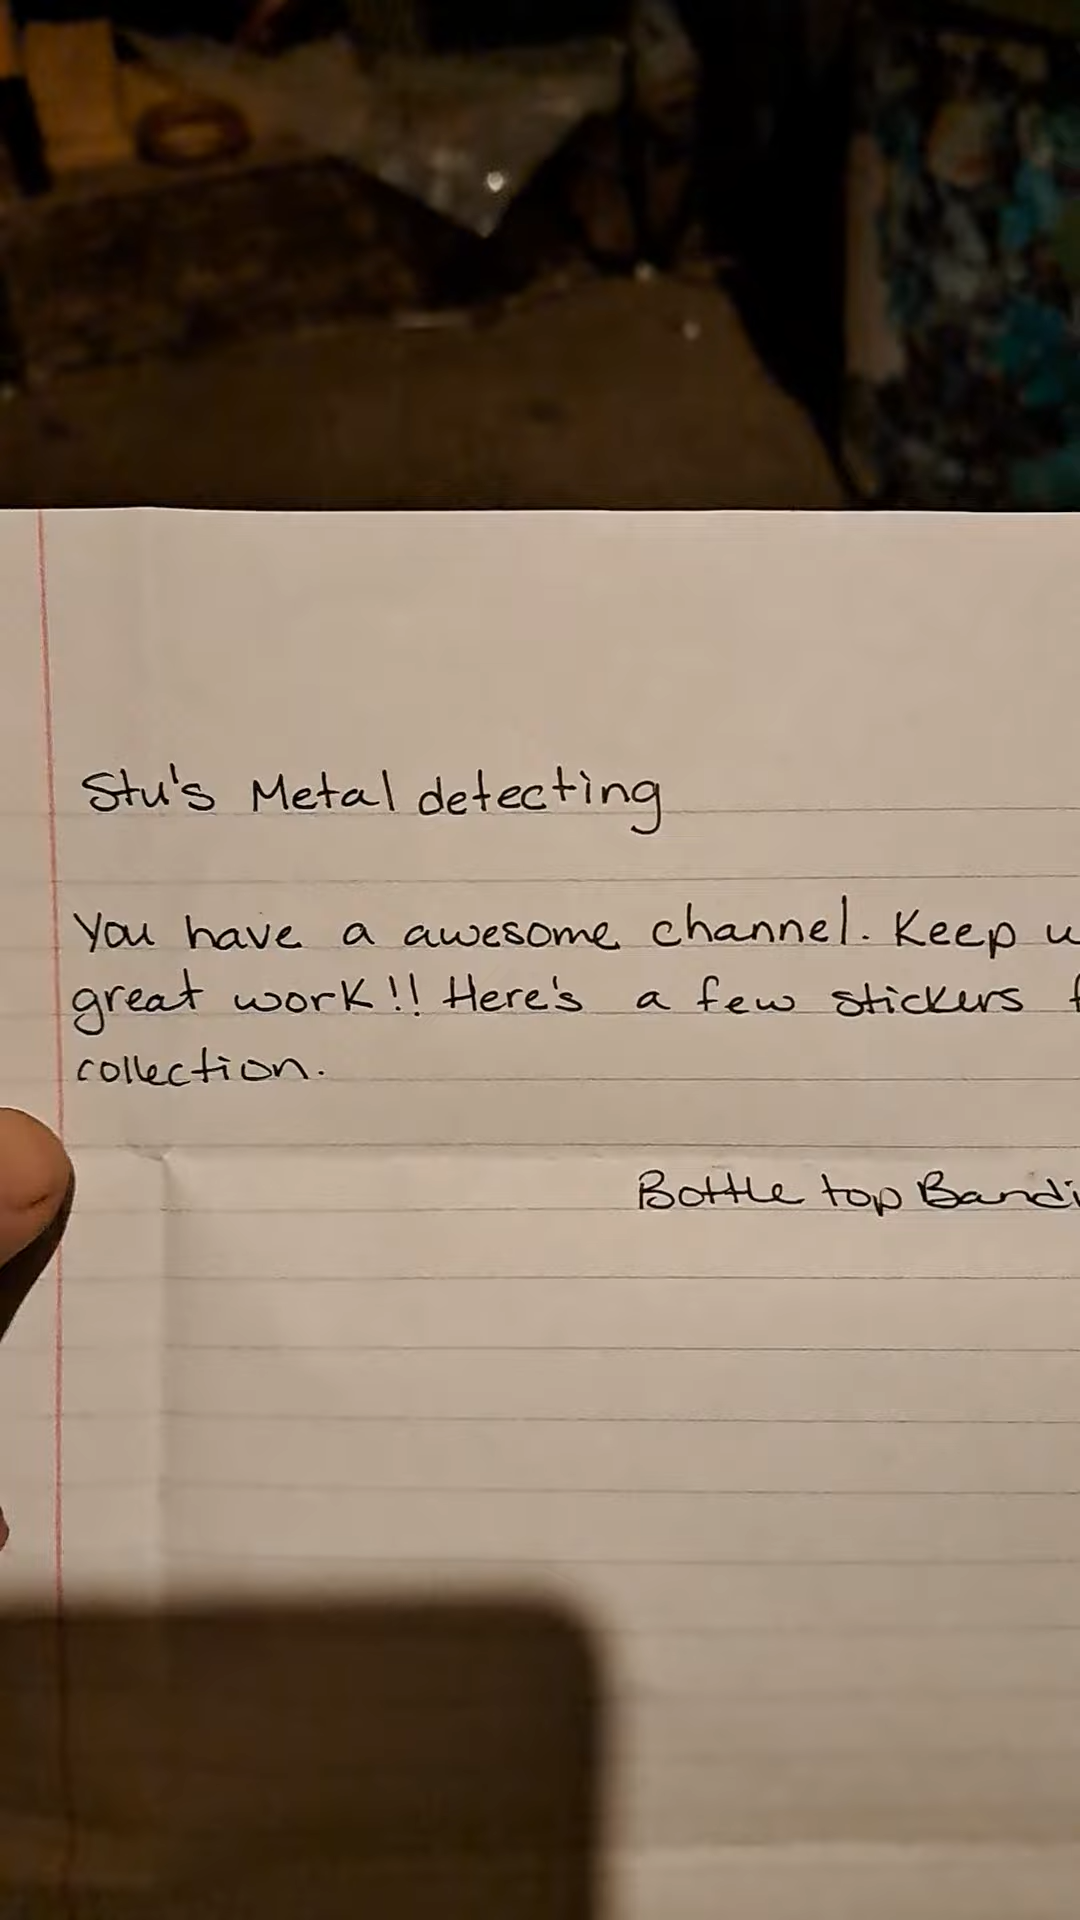 Stu's Metal detecting
You have a awesome channel. Keep
great work!! Here's a few stickers
collection.
Bottle top